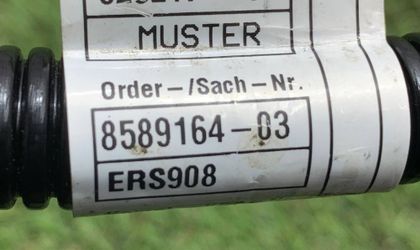 MUSTER
Order-/Sach-Nr.
8589164-03
ERS908